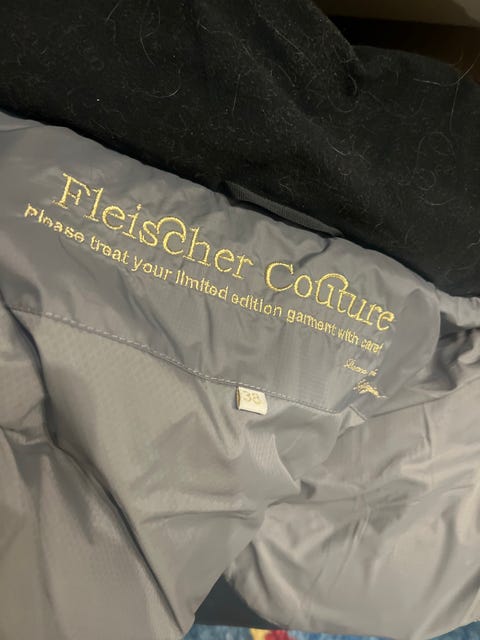 Fleischer Couture
Please treat your limited edition garment with care!
38